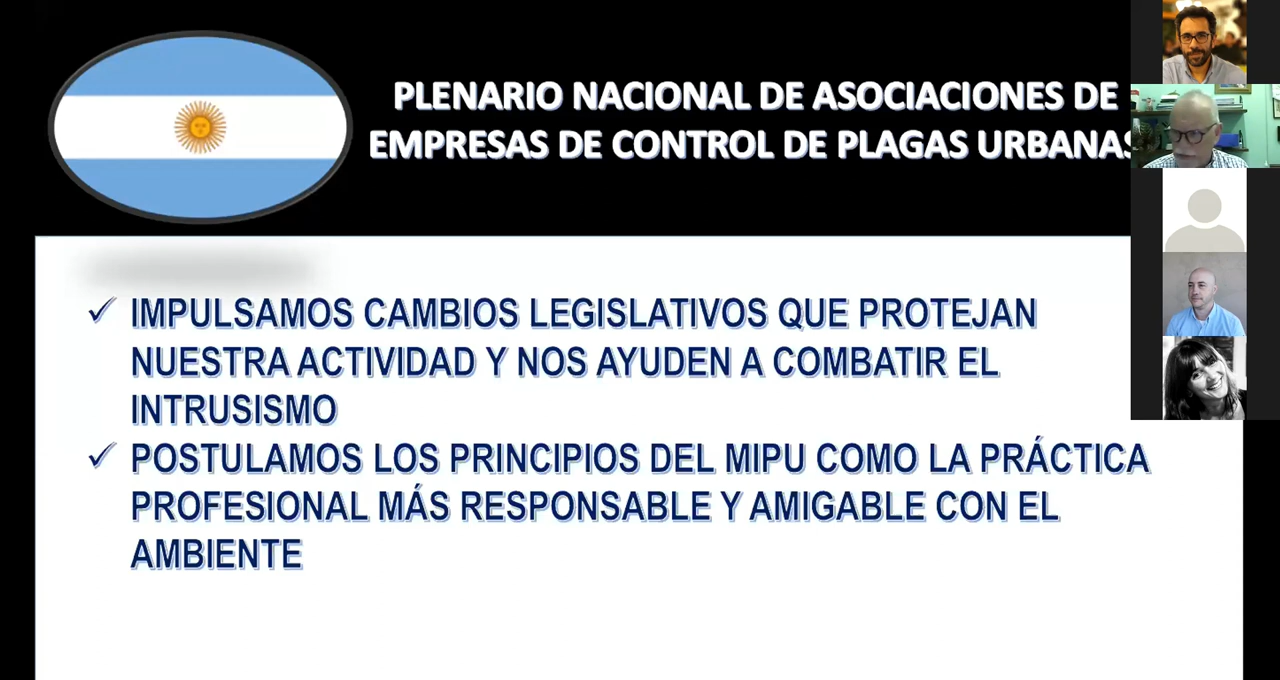 PLENARIO NACIONAL DE ASOCIACIONES DE
EMPRESAS DE CONTROL DE PLAGAS URBANAS
IMPULSAMOS CAMBIOS LEGISLATIVOS QUE PROTEJAN
NUESTRA ACTIVIDAD Y NOS AYUDEN A COMBATIR EL
INTRUSISMO
POSTULAMOS LOS PRINCIPIOS DEL MIPU COMO LA PRÁCTICA
PROFESIONAL MÁS RESPONSABLE Y AMIGABLE CON EL
AMBIENTE